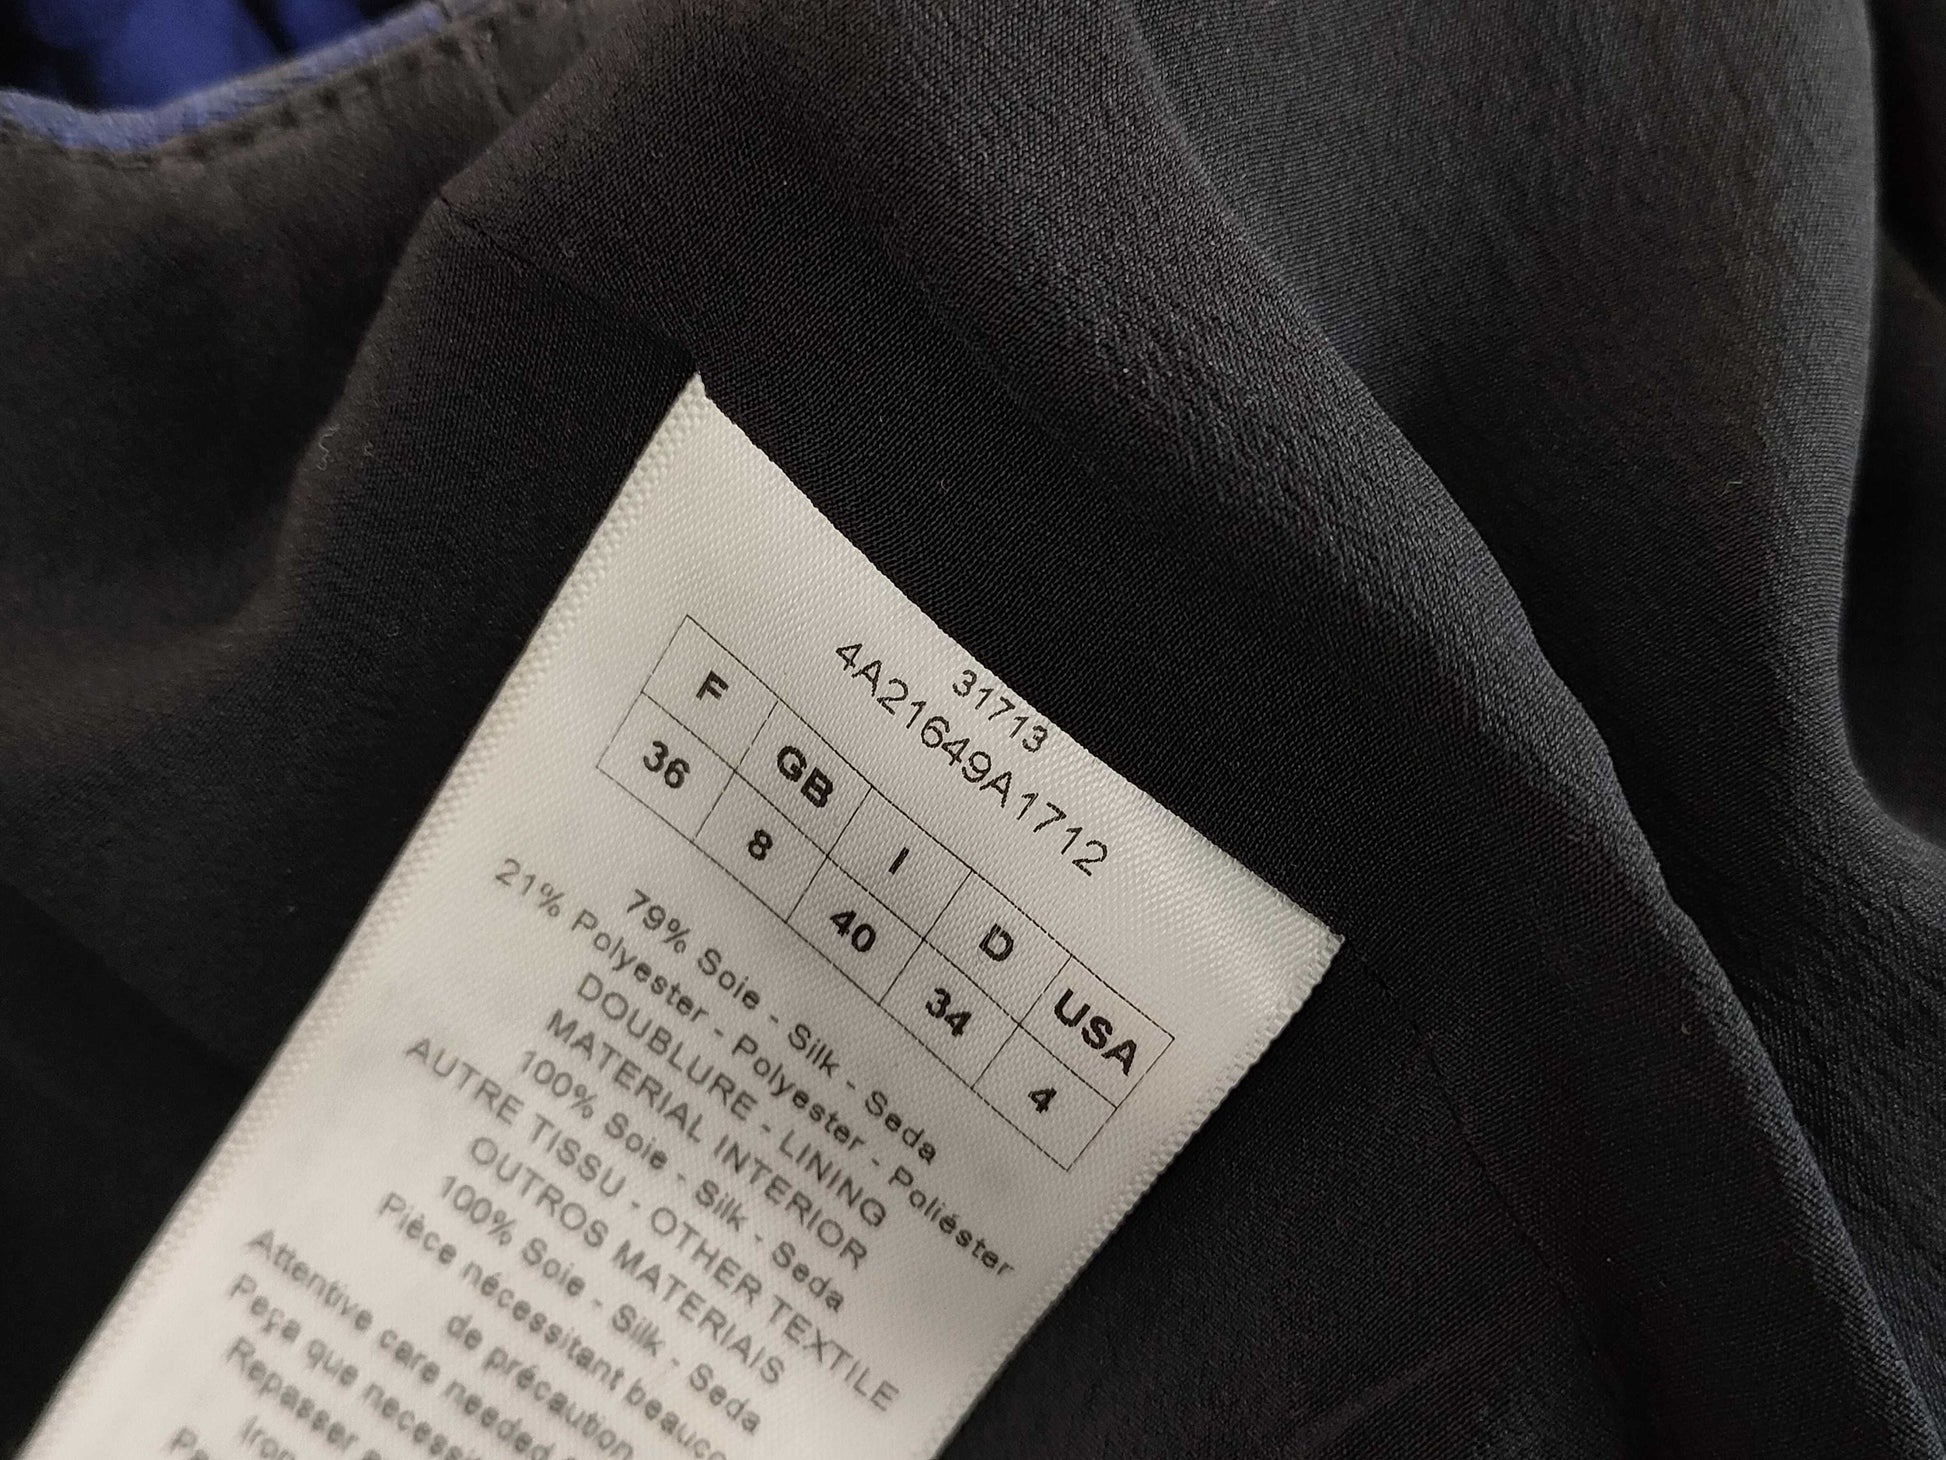 31713
4A21649A1712
F GB I D USA
36 8 40 34 4
79% Soie - Silk - Seda
21% Polyester - Polyester - Poliéster
DOUBLURE - LINING
MATERIAL INTERIOR
100% Soie - Silk - Seda
AUTRE TISSU - OTHER TEXTILE
OUTROS MATERIAIS
100% Soie - Silk - Seda
Pièce nécessitant beauco
de précaution
Attentive care needed
Peça que necessi
Repasser
Iron